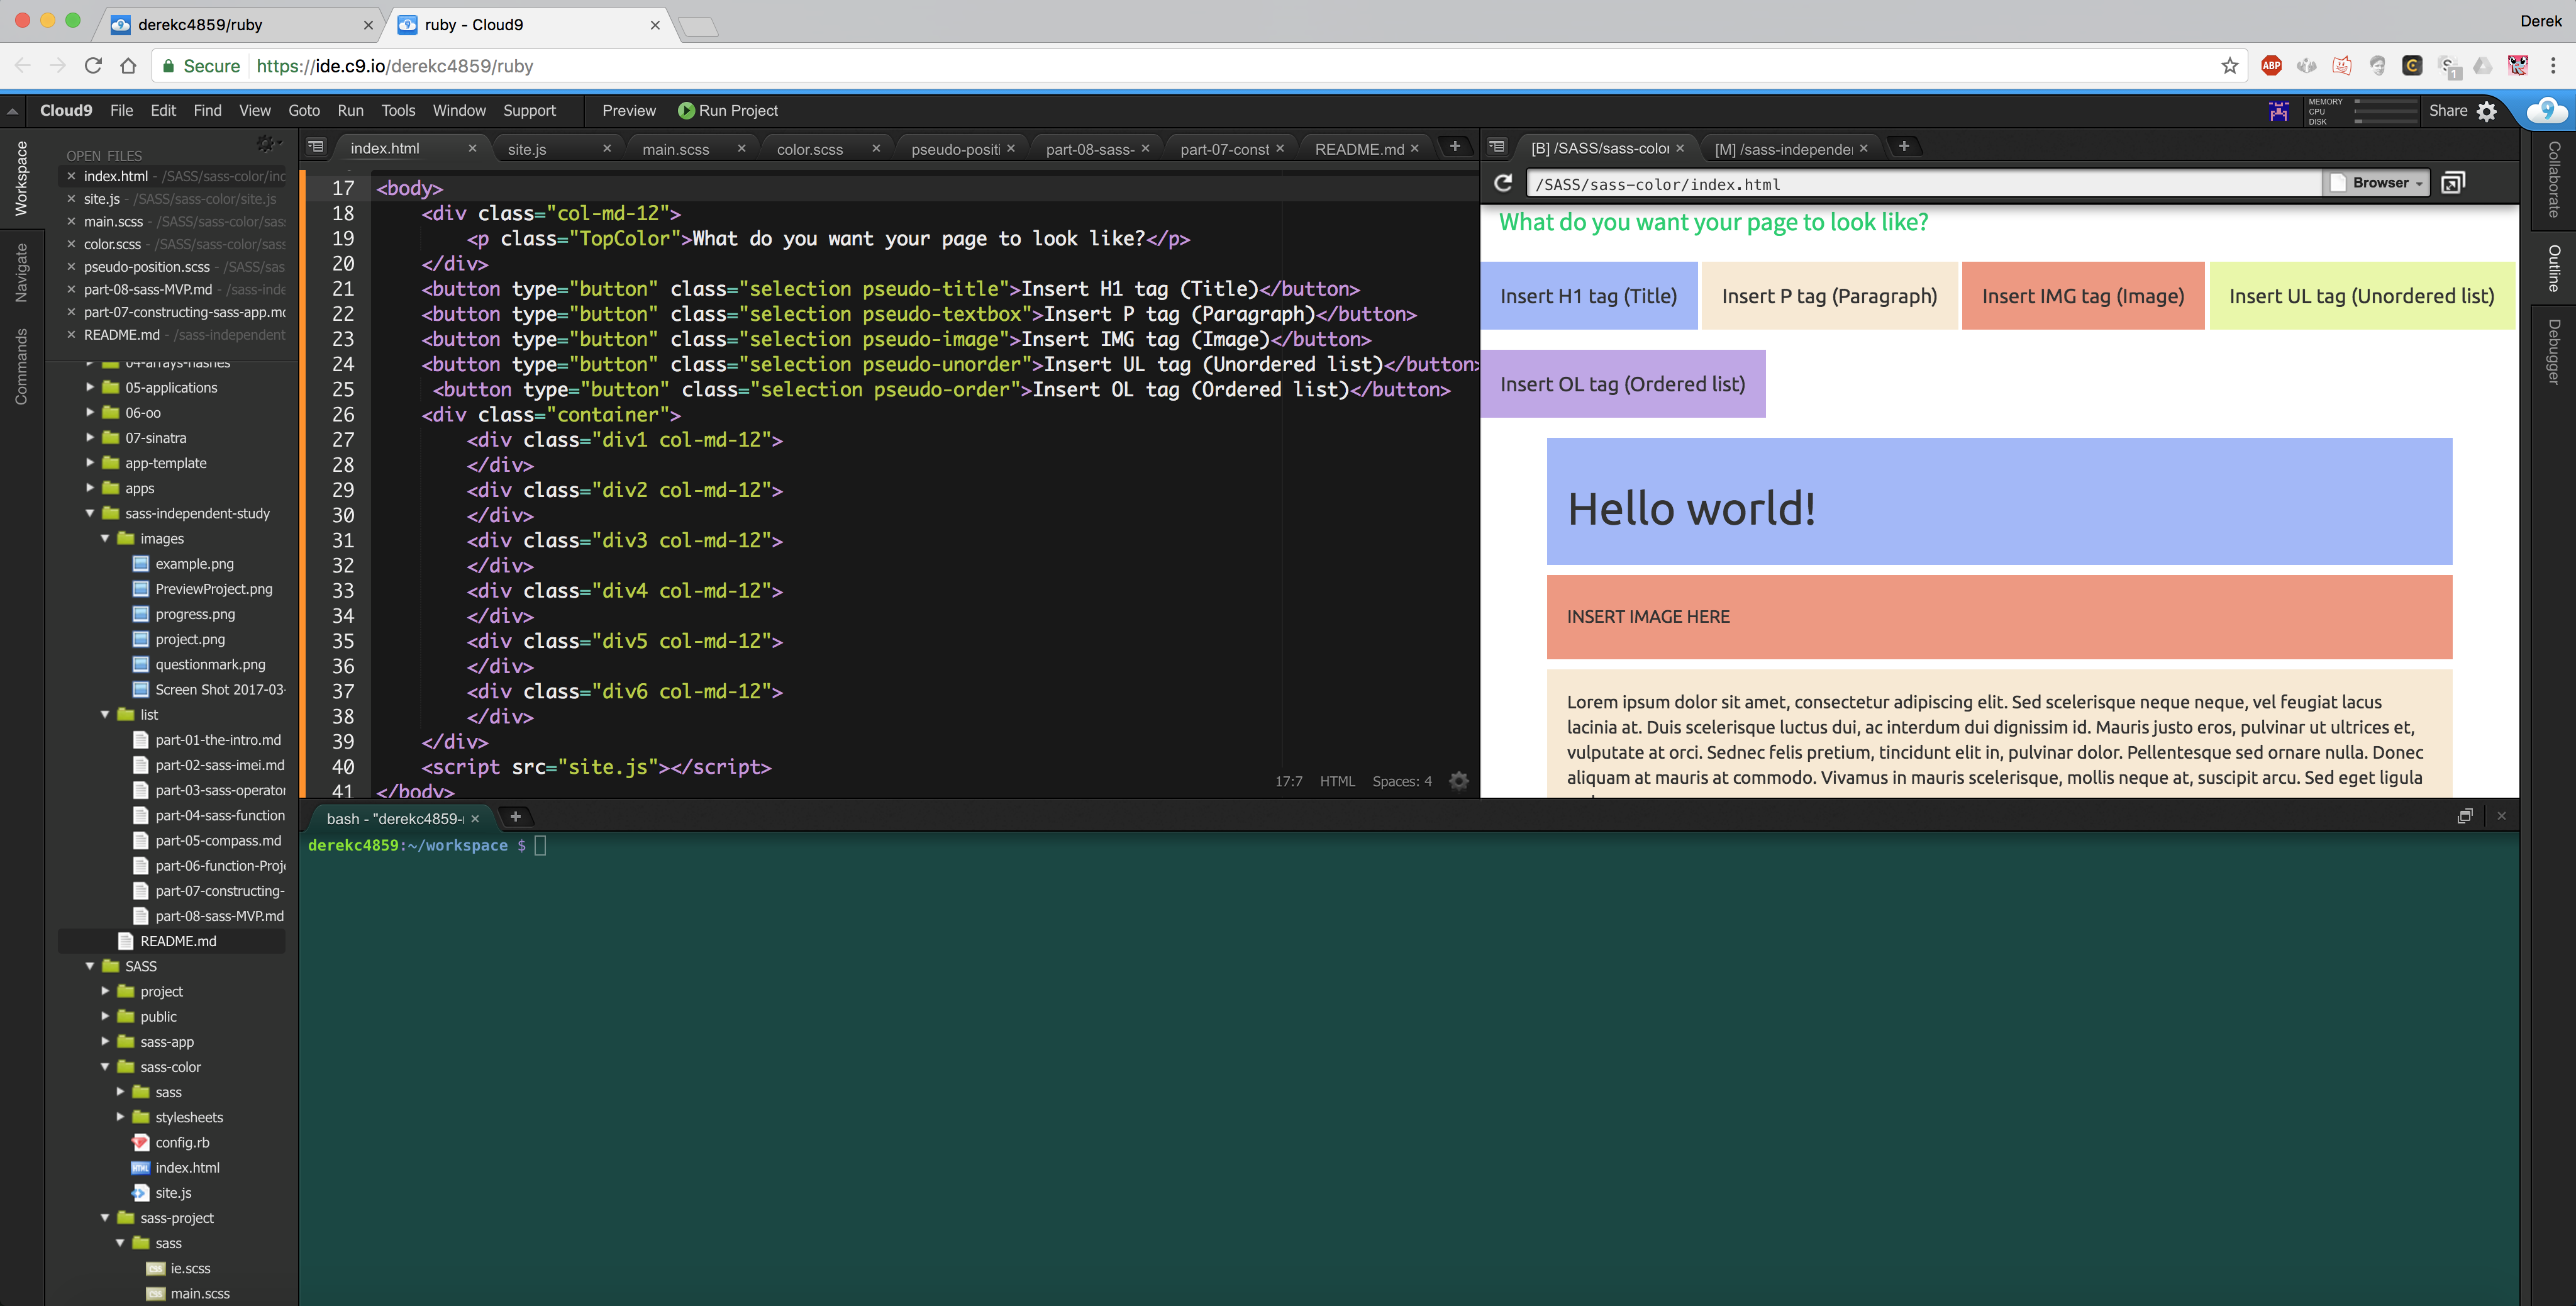 derekc4859/ruby
ruby - Cloud9
Derek
Secure https://ide.c9.io/derekc4859/ruby
ABP
1
Cloud9 File Edit Find View Goto Run Tools Window Support Preview Run Project
MEMORY
CPU
DISK
Share
9
Workspace
Navigate
Commands
OPEN FILES
index.html - /SASS/sass-color/ind
site.js - /SASS/sass-color/site.js
main.scss - /SASS/sass-color/sass
color.scss - /SASS/sass-color/sass
pseudo-position.scss - /SASS/sas
part-08-sass-MVP.md - /sass-inde
part-07-constructing-sass-app.md
README.md - /sass-independent
04-arrays-hashes
05-applications
06-oo
07-sinatra
app-template
apps
sass-independent-study
images
example.png
PreviewProject.png
progress.png
project.png
questionmark.png
Screen Shot 2017-03-
list
part-01-the-intro.md
part-02-sass-imei.md
part-03-sass-operator
part-04-sass-function
part-05-compass.md
part-06-function-Proje
part-07-constructing-
part-08-sass-MVP.md
README.md
SASS
project
public
sass-app
sass-color
sass
stylesheets
config.rb
HTML index.html
site.js
sass-project
sass
css ie.scss
css main.scss
index.html site.js main.scss color.scss pseudo-positi part-08-sass- part-07-const README.md
17 <body>
18 <div class="col-md-12">
19 <p class="TopColor">What do you want your page to look like?</p>
20 </div>
21 <button type="button" class="selection pseudo-title">Insert H1 tag (Title)</button>
22 <button type="button" class="selection pseudo-textbox">Insert P tag (Paragraph)</button>
23 <button type="button" class="selection pseudo-image">Insert IMG tag (Image)</button>
24 <button type="button" class="selection pseudo-unorder">Insert UL tag (Unordered list)</button>
25 <button type="button" class="selection pseudo-order">Insert OL tag (Ordered list)</button>
26 <div class="container">
27 <div class="div1 col-md-12">
28 </div>
29 <div class="div2 col-md-12">
30 </div>
31 <div class="div3 col-md-12">
32 </div>
33 <div class="div4 col-md-12">
34 </div>
35 <div class="div5 col-md-12">
36 </div>
37 <div class="div6 col-md-12">
38 </div>
39 </div>
40 <script src="site.js"></script>
41 </body>
17:7 HTML Spaces: 4
[B] /SASS/sass-color [M] /sass-independe
/SASS/sass-color/index.html Browser
What do you want your page to look like?
Insert H1 tag (Title) Insert P tag (Paragraph) Insert IMG tag (Image) Insert UL tag (Unordered list)
Insert OL tag (Ordered list)
Hello world!
INSERT IMAGE HERE
Lorem ipsum dolor sit amet, consectetur adipiscing elit. Sed scelerisque neque neque, vel feugiat lacus
lacinia at. Duis scelerisque luctus dui, ac interdum dui dignissim id. Mauris justo eros, pulvinar ut ultrices et,
vulputate at orci. Sednec felis pretium, tincidunt elit in, pulvinar dolor. Pellentesque sed ornare nulla. Donec
aliquam at mauris at commodo. Vivamus in mauris scelerisque, mollis neque at, suscipit arcu. Sed eget ligula
Collaborate
Outline
Debugger
bash - "derekc4859-
derekc4859:~/workspace $